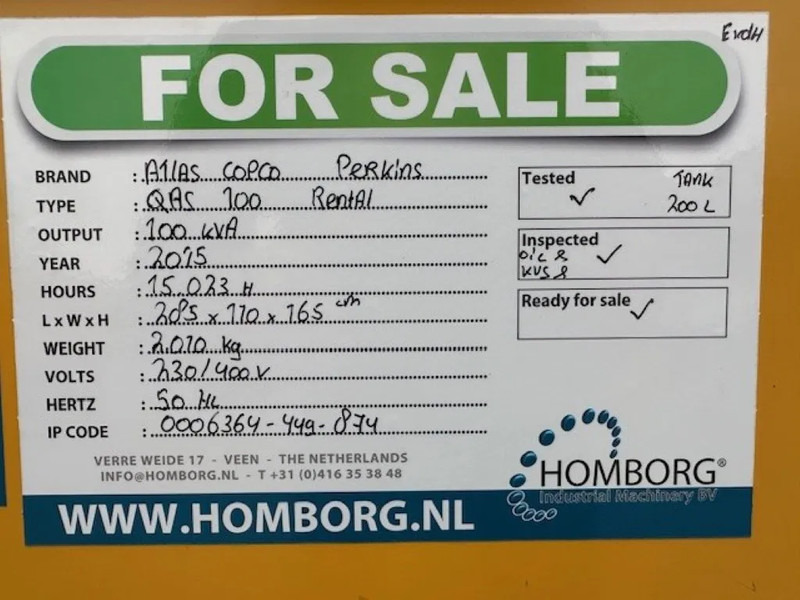 EvdH
FOR SALE
BRAND : ATLAS COPCO Perkins
TYPE : QAS 100 Rental
OUTPUT : 100 kVA
YEAR : 2015
HOURS : 15.023 H
L x W x H : 285 x 110 x 165 cm
WEIGHT : 2.010 kg
VOLTS : 230/400 V
HERTZ : 50 Hz
IP CODE : 0006364-449-874
Tested ✓ TANK
200 L
Inspected ✓
Ready for sale ✓
VERRE WEIDE 17 - VEEN - THE NETHERLANDS
INFO@HOMBORG.NL - T +31 (0)416 35 38 48
HOMBORG®
Industrial Machinery BV
WWW.HOMBORG.NL